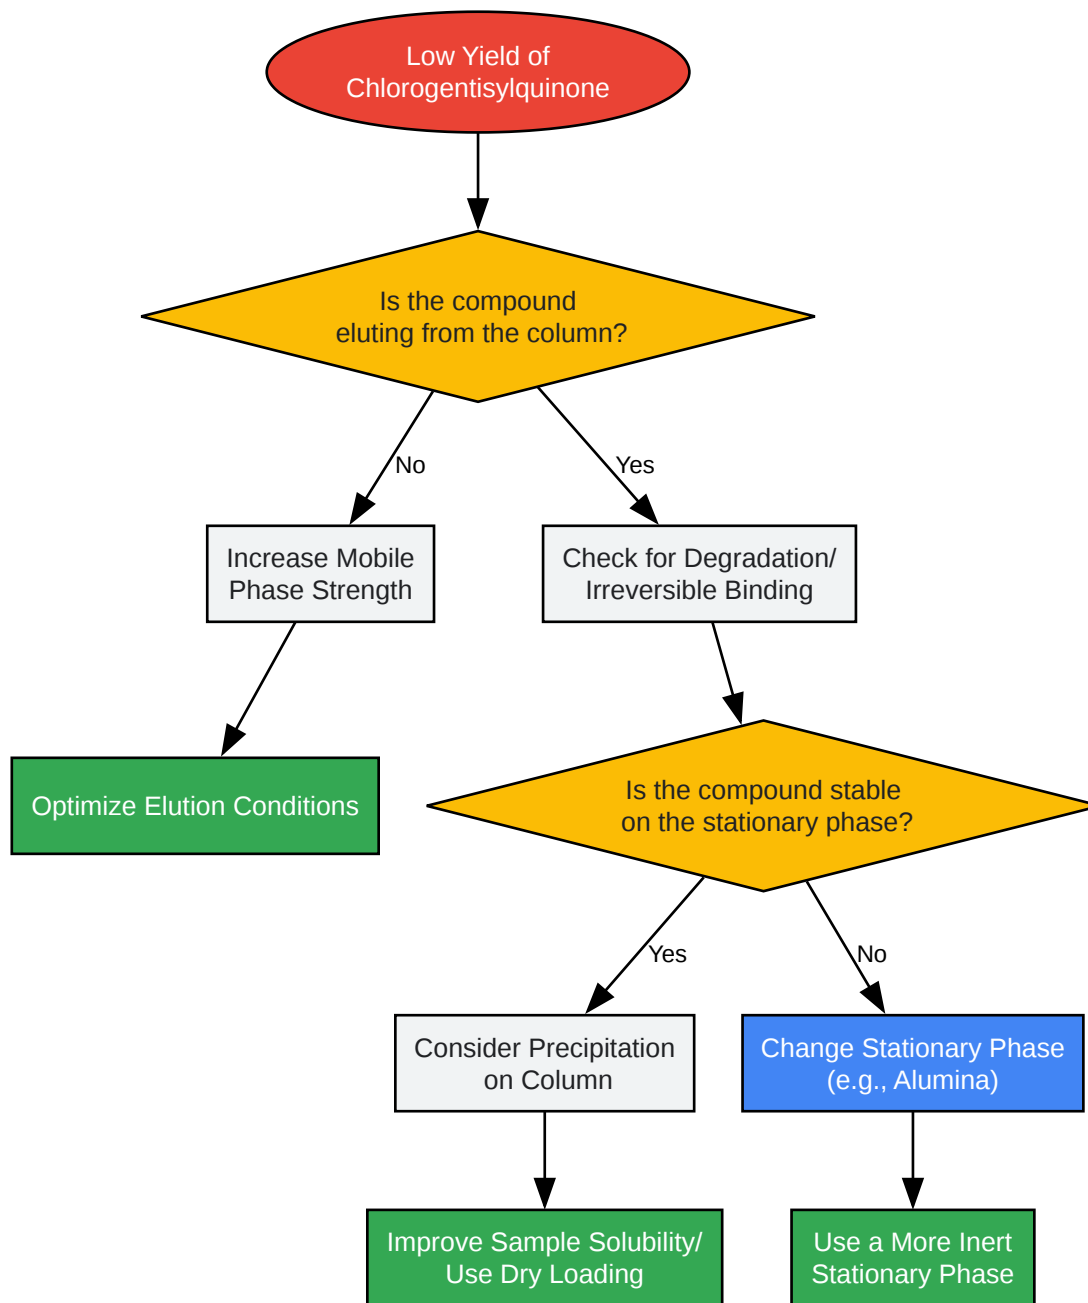 Low Yield of
Chlorogentisylquinone
Is the compound
eluting from the column?
No
Yes
Increase Mobile
Phase Strength
Check for Degradation/
Irreversible Binding
Optimize Elution Conditions
Is the compound stable
on the stationary phase?
Yes
No
Consider Precipitation
on Column
Change Stationary Phase
(e.g., Alumina)
Improve Sample Solubility/
Use Dry Loading
Use a More Inert
Stationary Phase